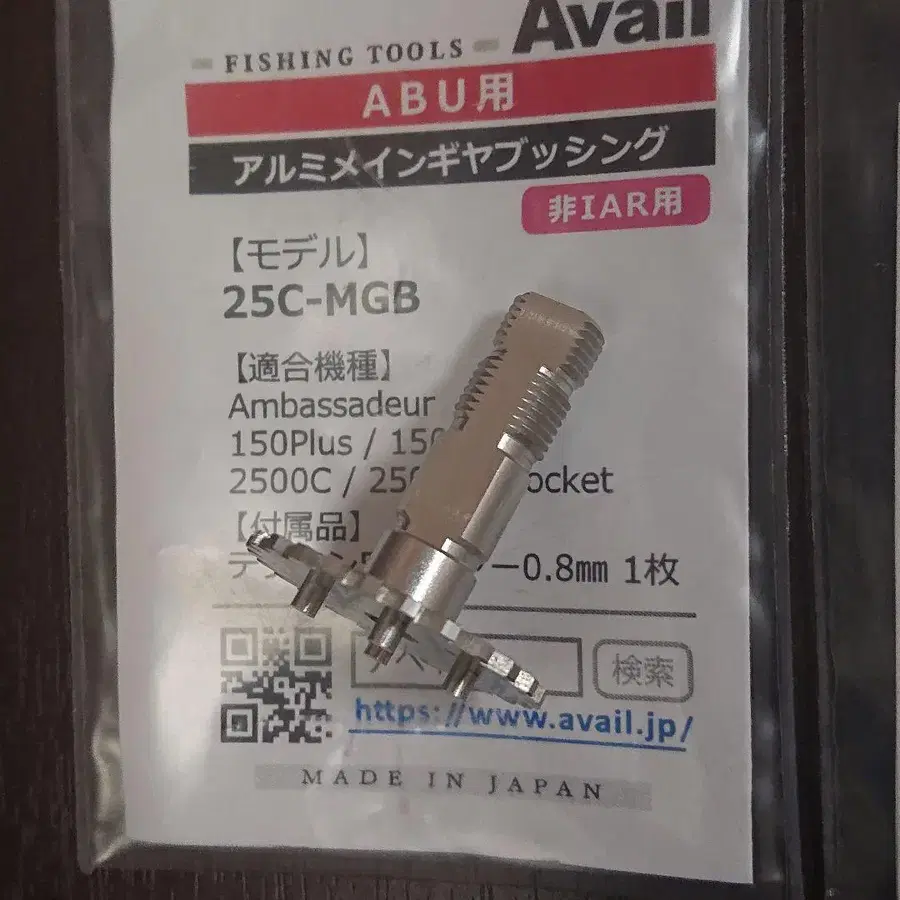 Avail
FISHING TOOLS
ABU用
アルミメインギヤブッシング
非IAR用
【モデル】
25C-MGB
【適合機種】
Ambassadeur
150Plus / 150
2500C / 250 ocket
【付属品】
ー0.8㎜ 1枚
検索
https://www.avail.jp/
MADE IN JAPAN